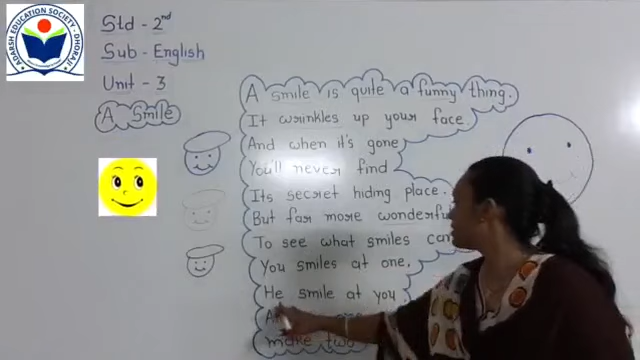 ADARSH EDUCATION SOCIETY - DHORAJI
Std - 2nd
Sub - English
Unit - 3
A Smile
A smile is quite a funny thing.
It wrinkles up your face.
And when it's gone
You'll never find
Its secret hiding place.
But far more
To see what smiles can
You smiles at one,
He smile at you
make two